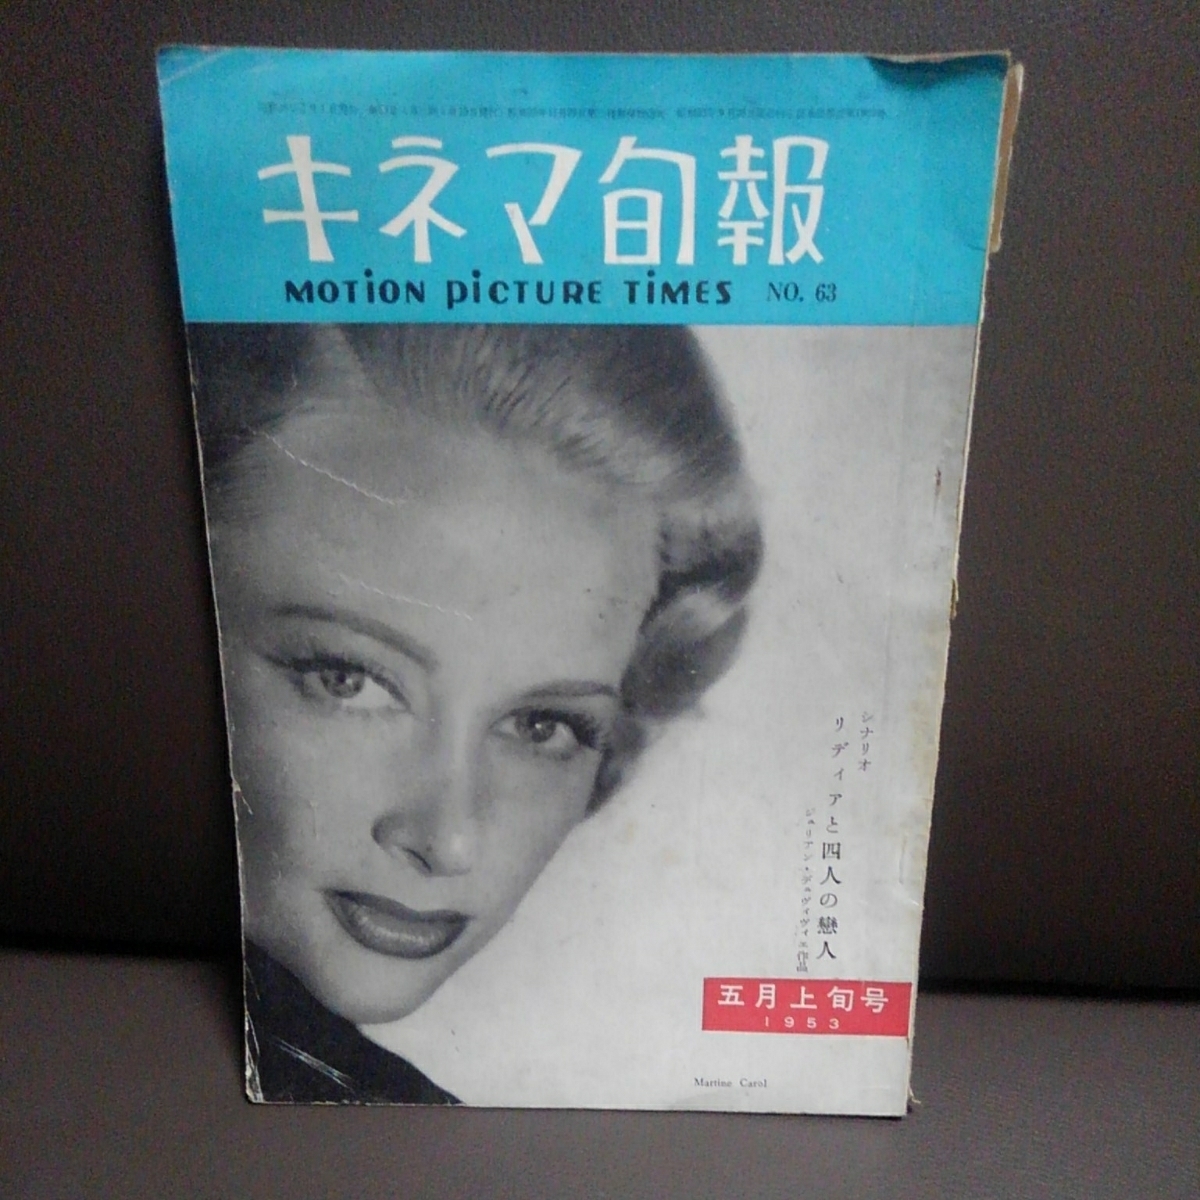 キネマ旬報
MOTiON PiCTURE TiMES NO. 63
シナリオ
リディアと四人の戀人
ジュリアン・デュヴィヴィエ作品
五月上旬号
1953
Martine Carol